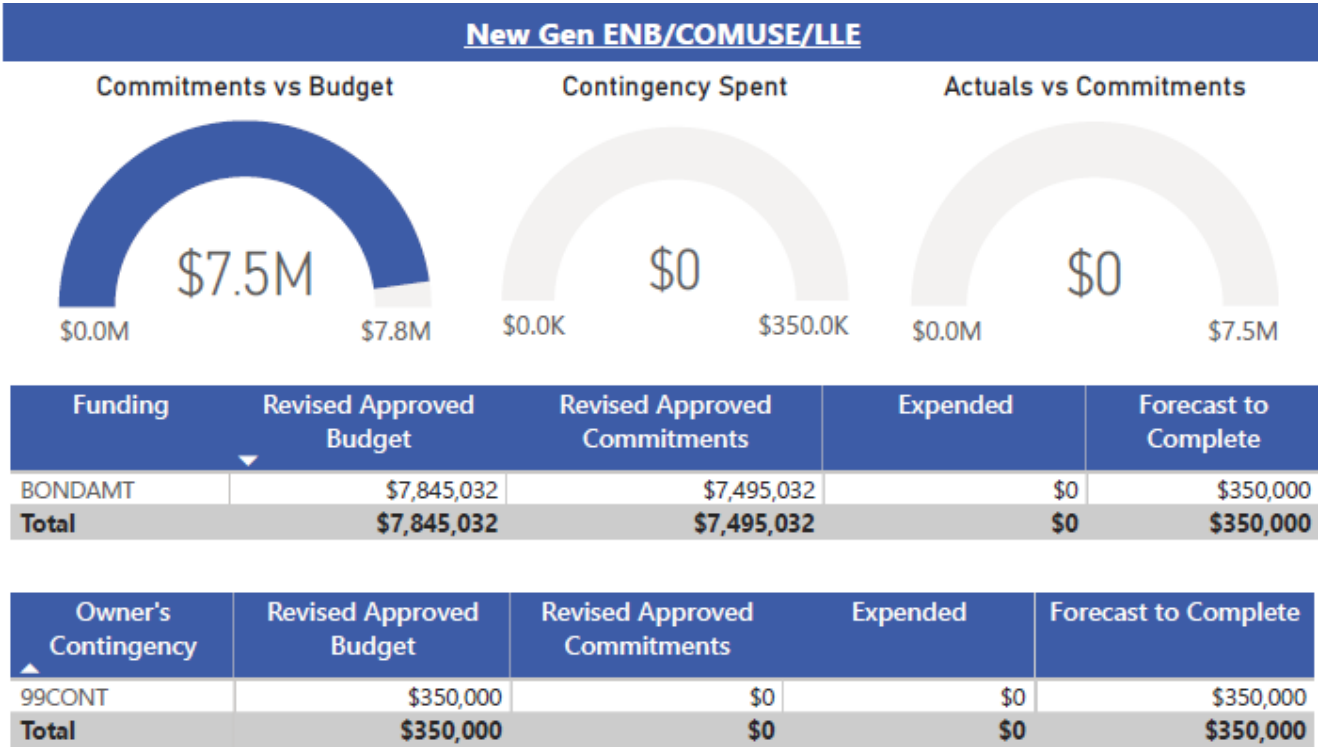 New Gen ENB/COMUSE/LLE
Commitments vs Budget Contingency Spent Actuals vs Commitments
$7.5M $0 $0
$0.0M $7.8M $0.0K $350.0K $0.0M $7.5M
Funding Revised Approved Revised Approved Expended Forecast to
Budget Commitments Complete
BONDAMT $7,845,032 $7,495,032 $0 $350,000
Total $7,845,032 $7,495,032 $0 $350,000
Owner's Revised Approved Revised Approved Expended Forecast to Complete
Contingency Budget Commitments
99CONT $350,000 $0 $0 $350,000
Total $350,000 $0 $0 $350,000